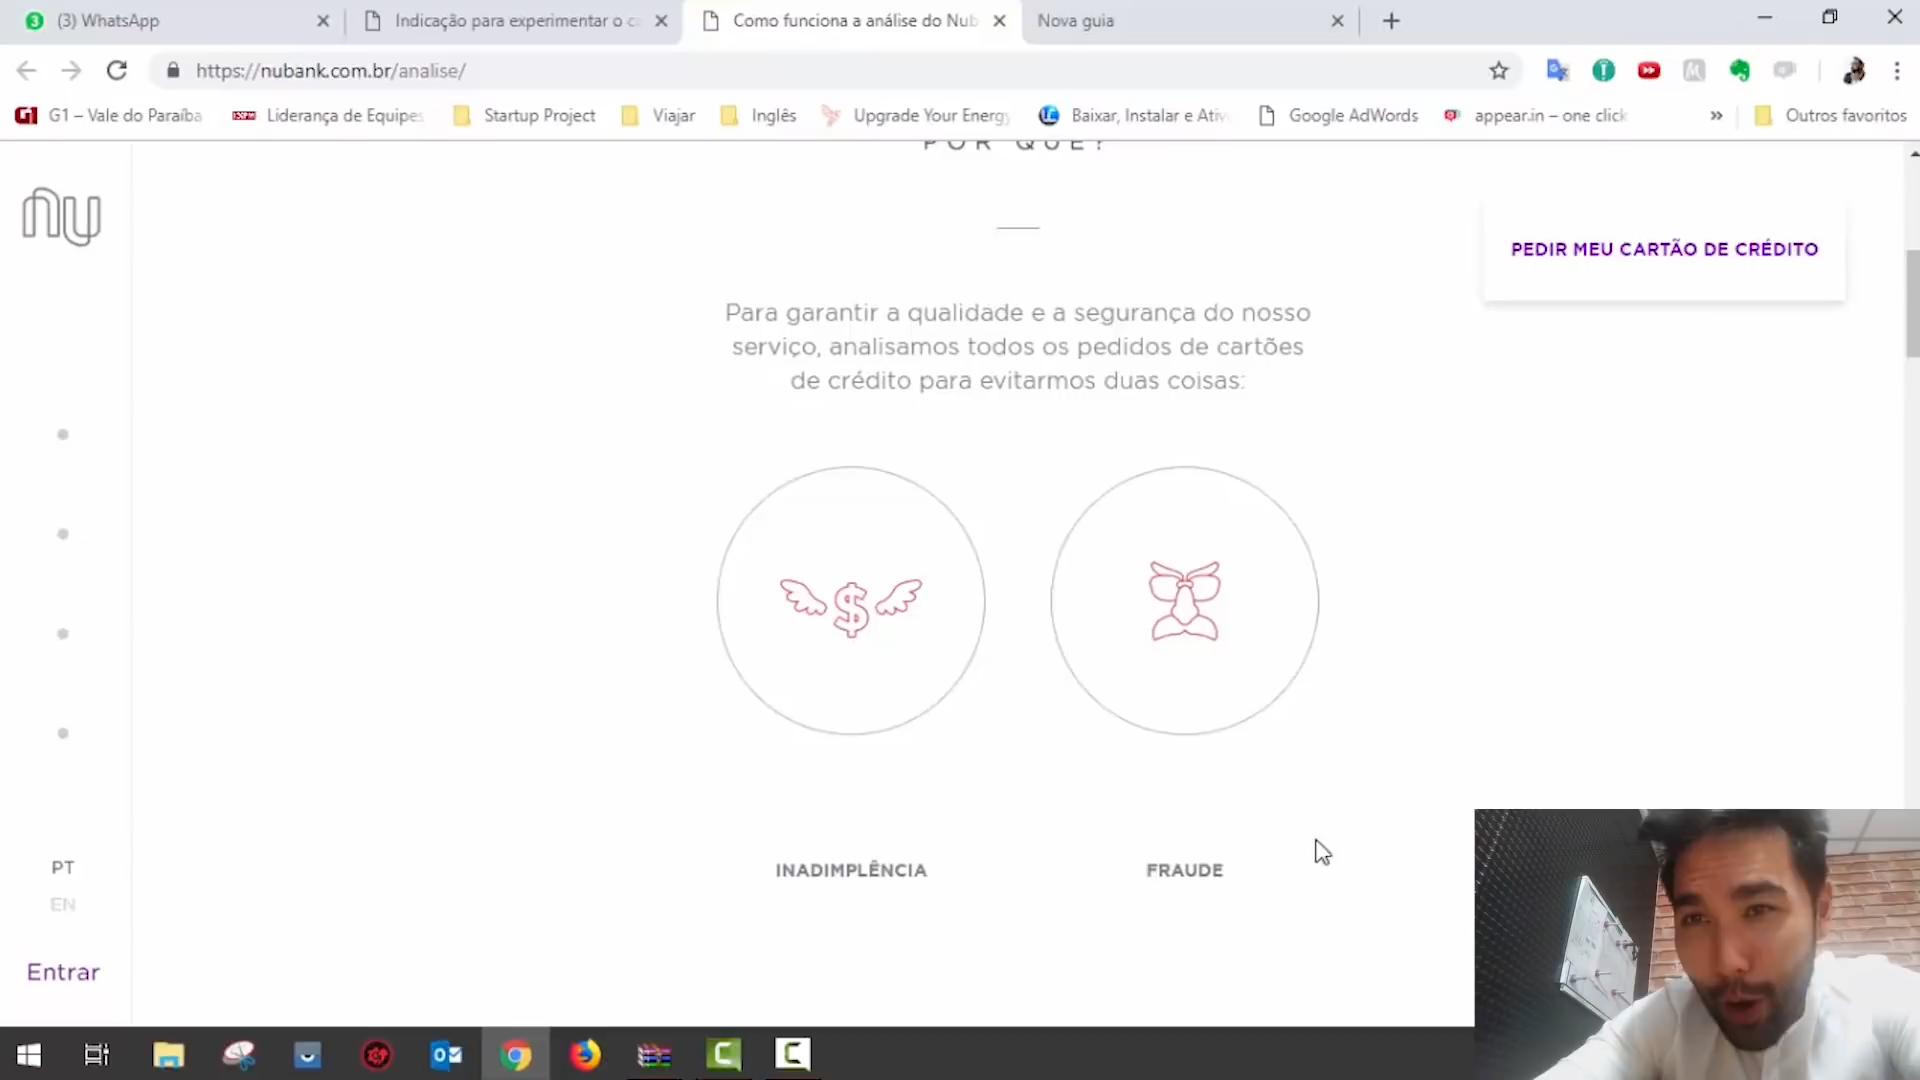 (3) WhatsApp
Indicação para experimentar o c
Como funciona a análise do Nub
Nova guia
https://nubank.com.br/analise/
G1 – Vale do Paraíba
Liderança de Equipes
Startup Project
Viajar
Inglês
Upgrade Your Energy
Baixar, Instalar e Ativ
Google AdWords
appear.in – one click
»
Outros favoritos
POR QUE?
nu
PEDIR MEU CARTÃO DE CRÉDITO
Para garantir a qualidade e a segurança do nosso
serviço, analisamos todos os pedidos de cartões
de crédito para evitarmos duas coisas:
INADIMPLÊNCIA
FRAUDE
PT
EN
Entrar